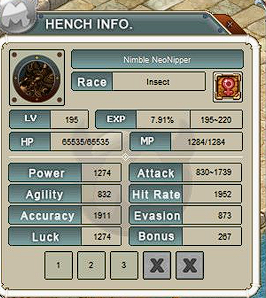 HENCH INFO.
Nimble NeoNipper
Race Insect
LV 195 EXP 7.91% 195~220
HP 65535/65535 MP 1284/1284
Power 1274 Attack 830~1739
Agility 832 Hit Rate 1952
Accuracy 1911 Evasion 873
Luck 1274 Bonus 267
1 2 3 X X